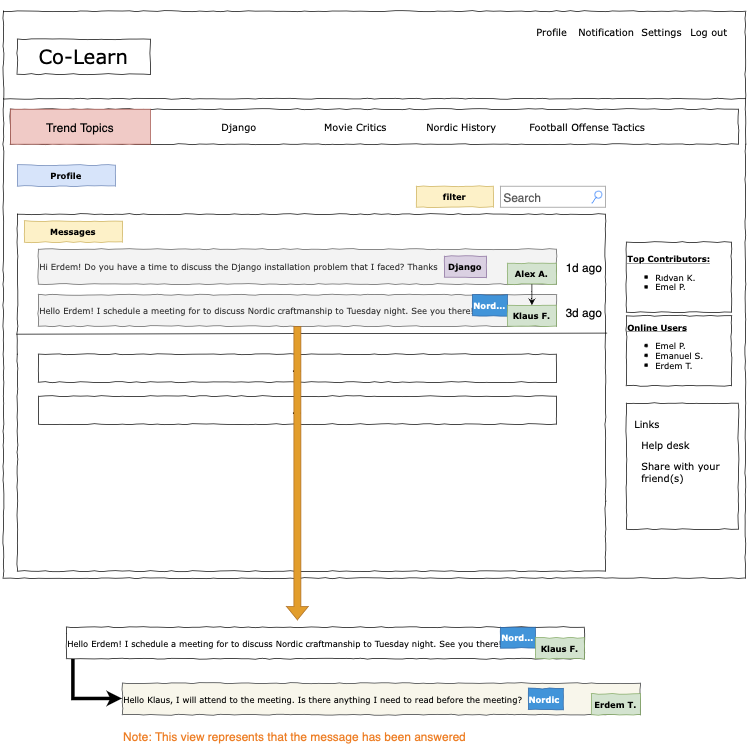 Profile Notification Settings Log out
Co-Learn
Trend Topics Django Movie Critics Nordic History Football Offense Tactics
Profile
filter Search
Messages
Hi Erdem! Do you have a time to discuss the Django installation problem that I faced? Thanks Django Alex A. 1d ago
Hello Erdem! I schedule a meeting for to discuss Nordic craftmanship to Tuesday night. See you there Nord... Klaus F. 3d ago
Top Contributors:
Rıdvan K.
Emel P.
Online Users
Emel P.
Emanuel S.
Erdem T.
Links
Help desk
Share with your
friend(s)
Hello Erdem! I schedule a meeting for to discuss Nordic craftmanship to Tuesday night. See you there Nord... Klaus F.
Hello Klaus, I will attend to the meeting. Is there anything I need to read before the meeting? Nordic Erdem T.
Note: This view represents that the message has been answered